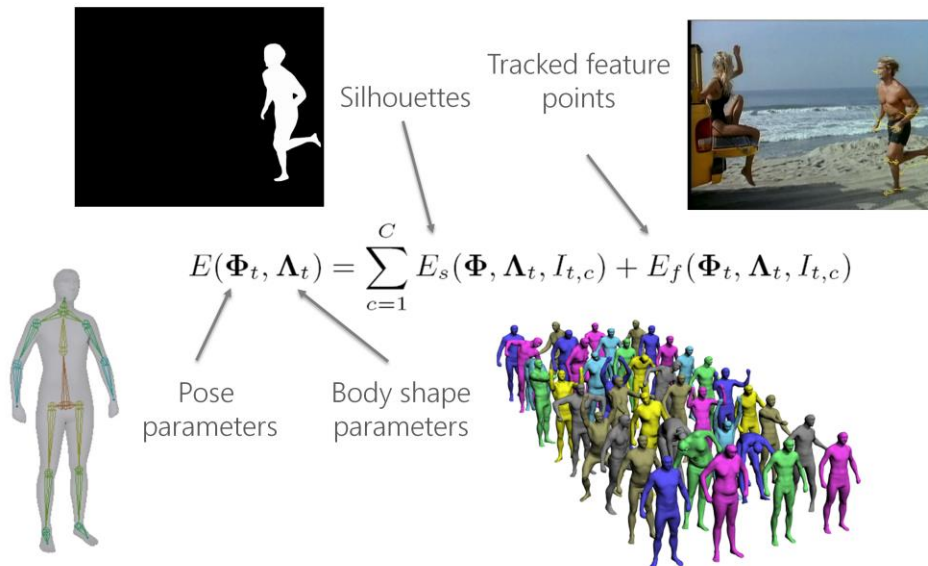 Silhouettes
Tracked feature
points
E(Φ_t, Λ_t) = \sum_{c=1}^{C} E_s(Φ, Λ_t, I_{t,c}) + E_f(Φ_t, Λ_t, I_{t,c})
Pose
parameters
Body shape
parameters